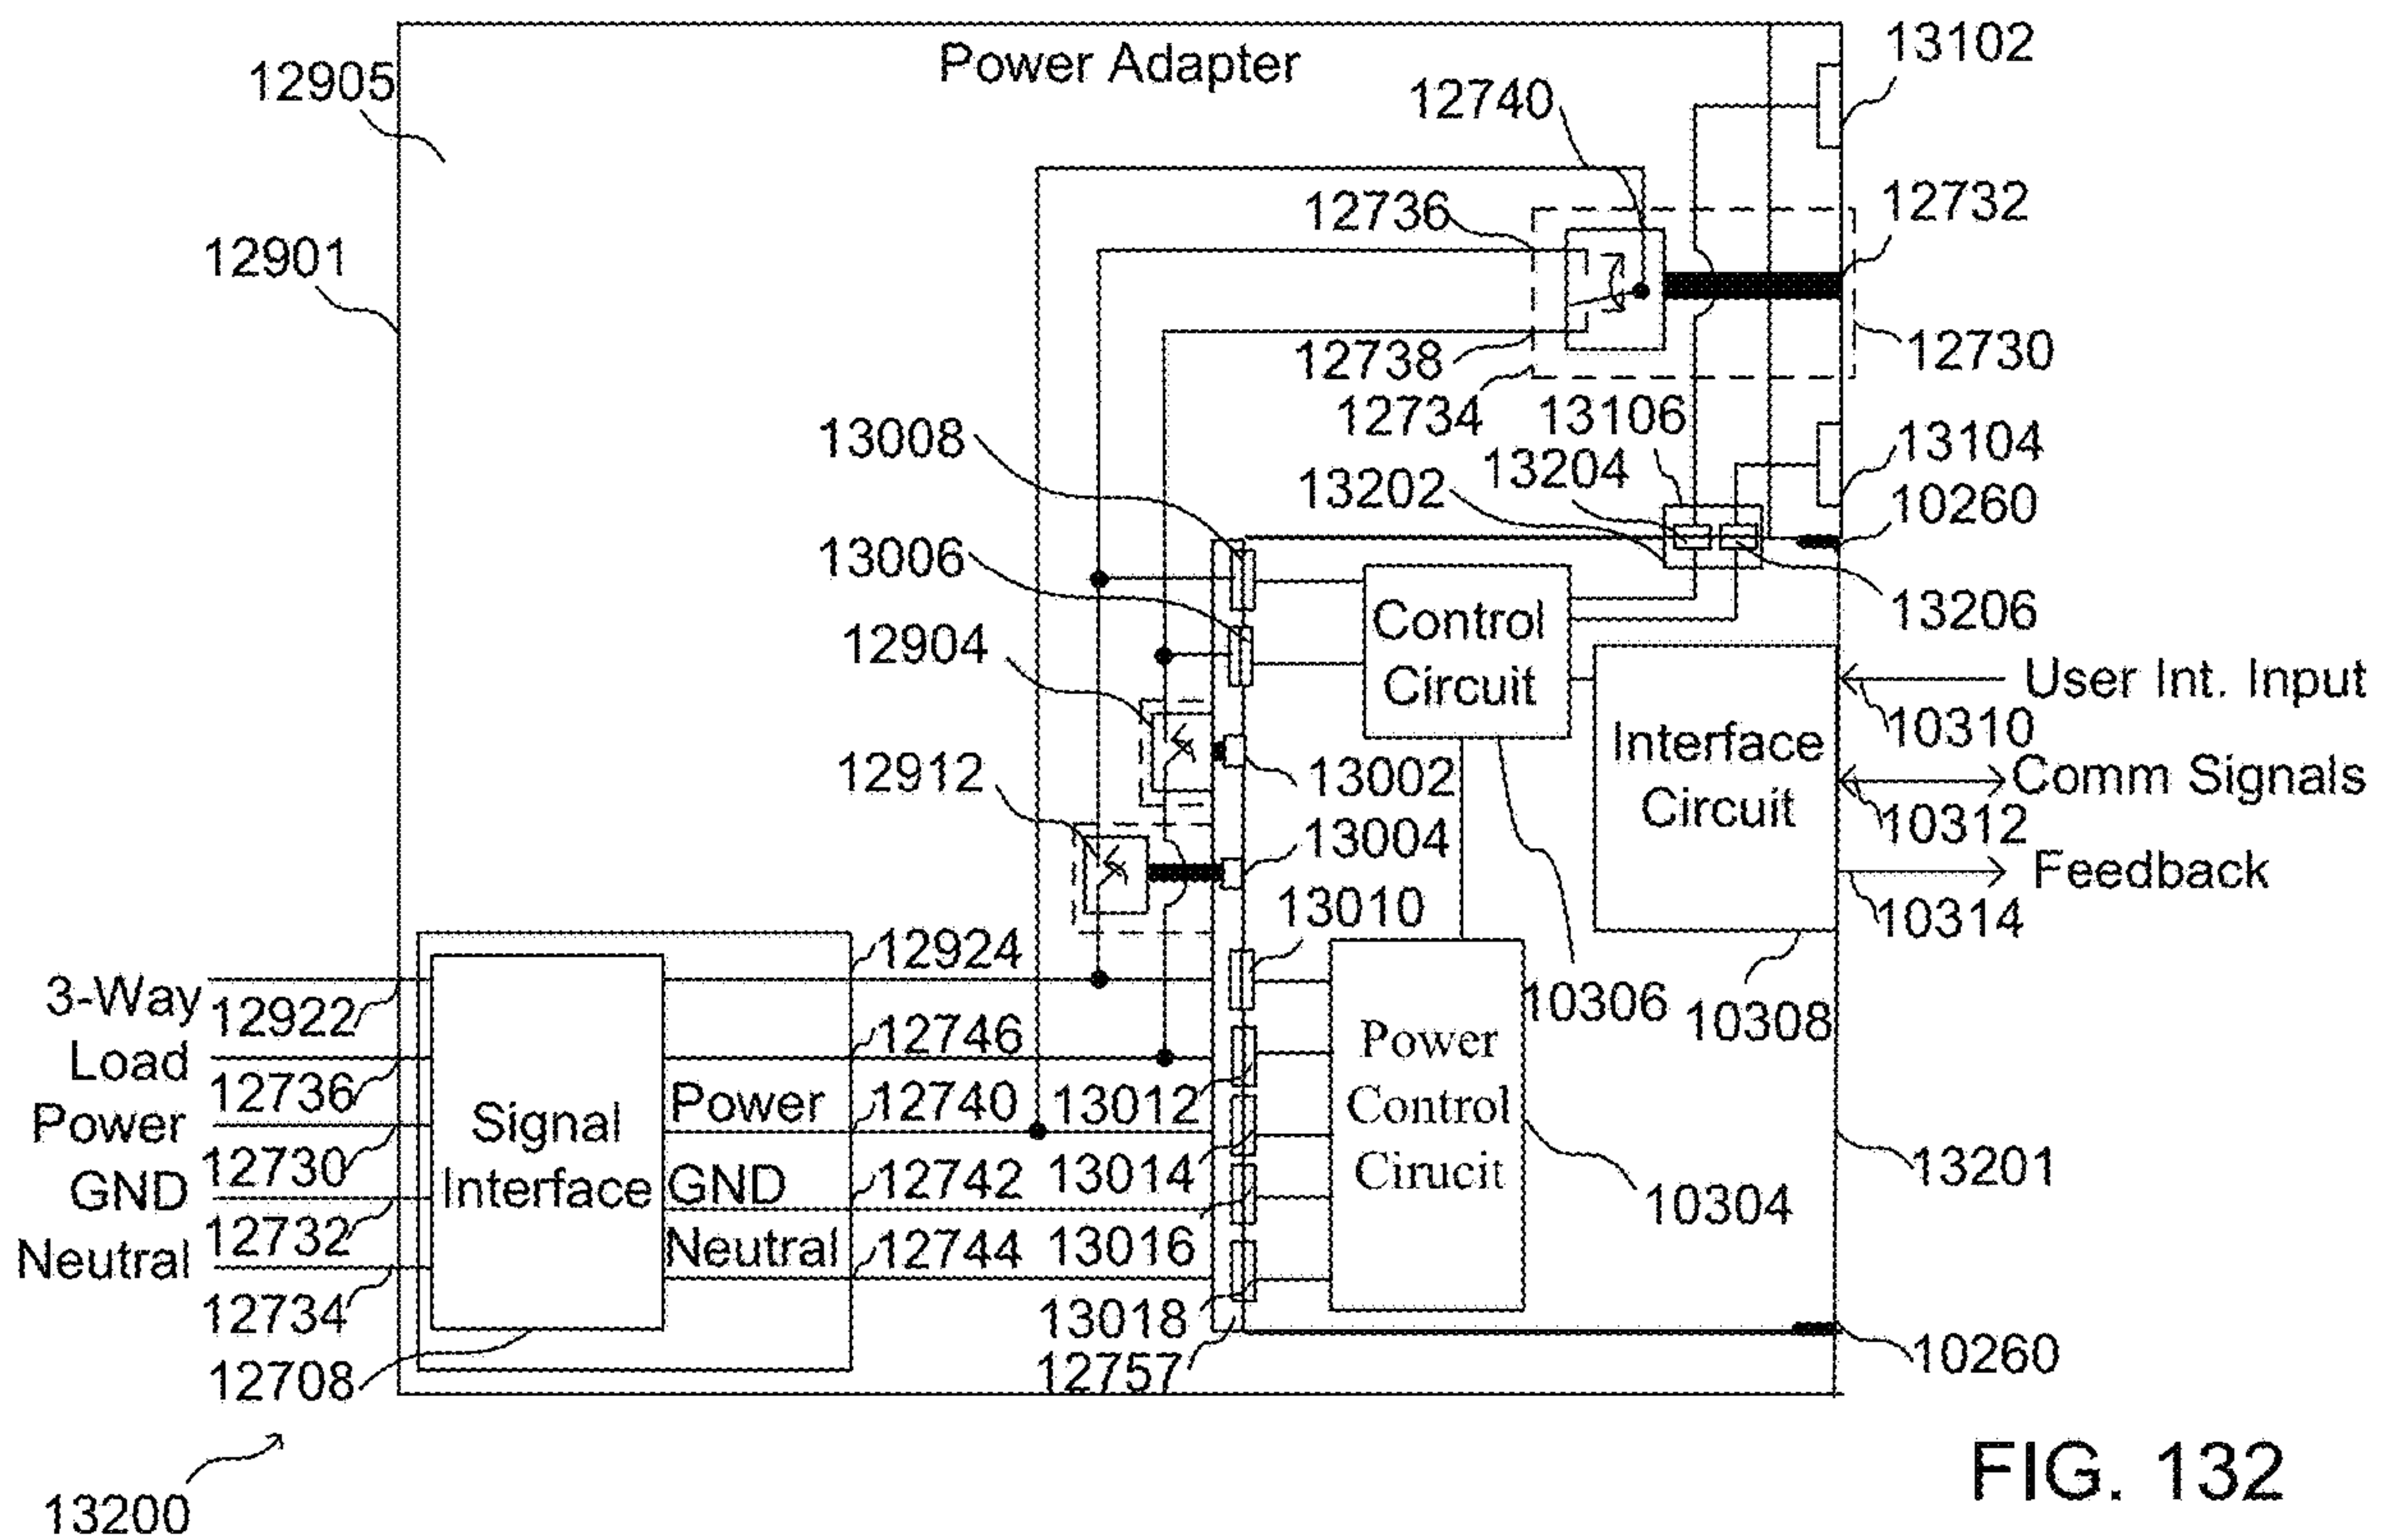 Power Adapter
13102
12905
12740
12736
12732
12901
12738
12730
12734
13106
13008
13204
13104
13202
10260
13006
13206
12904
Control
Circuit
User Int. Input
10310
Interface
Circuit
12912
13002
Comm Signals
10312
13004
Feedback
13010
10314
12924
3-Way
12922
10306
10308
12746
Power
Control
Cirucit
Load
12736
Power
12740
13012
Signal
Interface
Power
12730
GND
12742
13014
13201
GND
10304
12732
Neutral
12744
13016
Neutral
12734
13018
10260
12708
12757
13200
FIG. 132